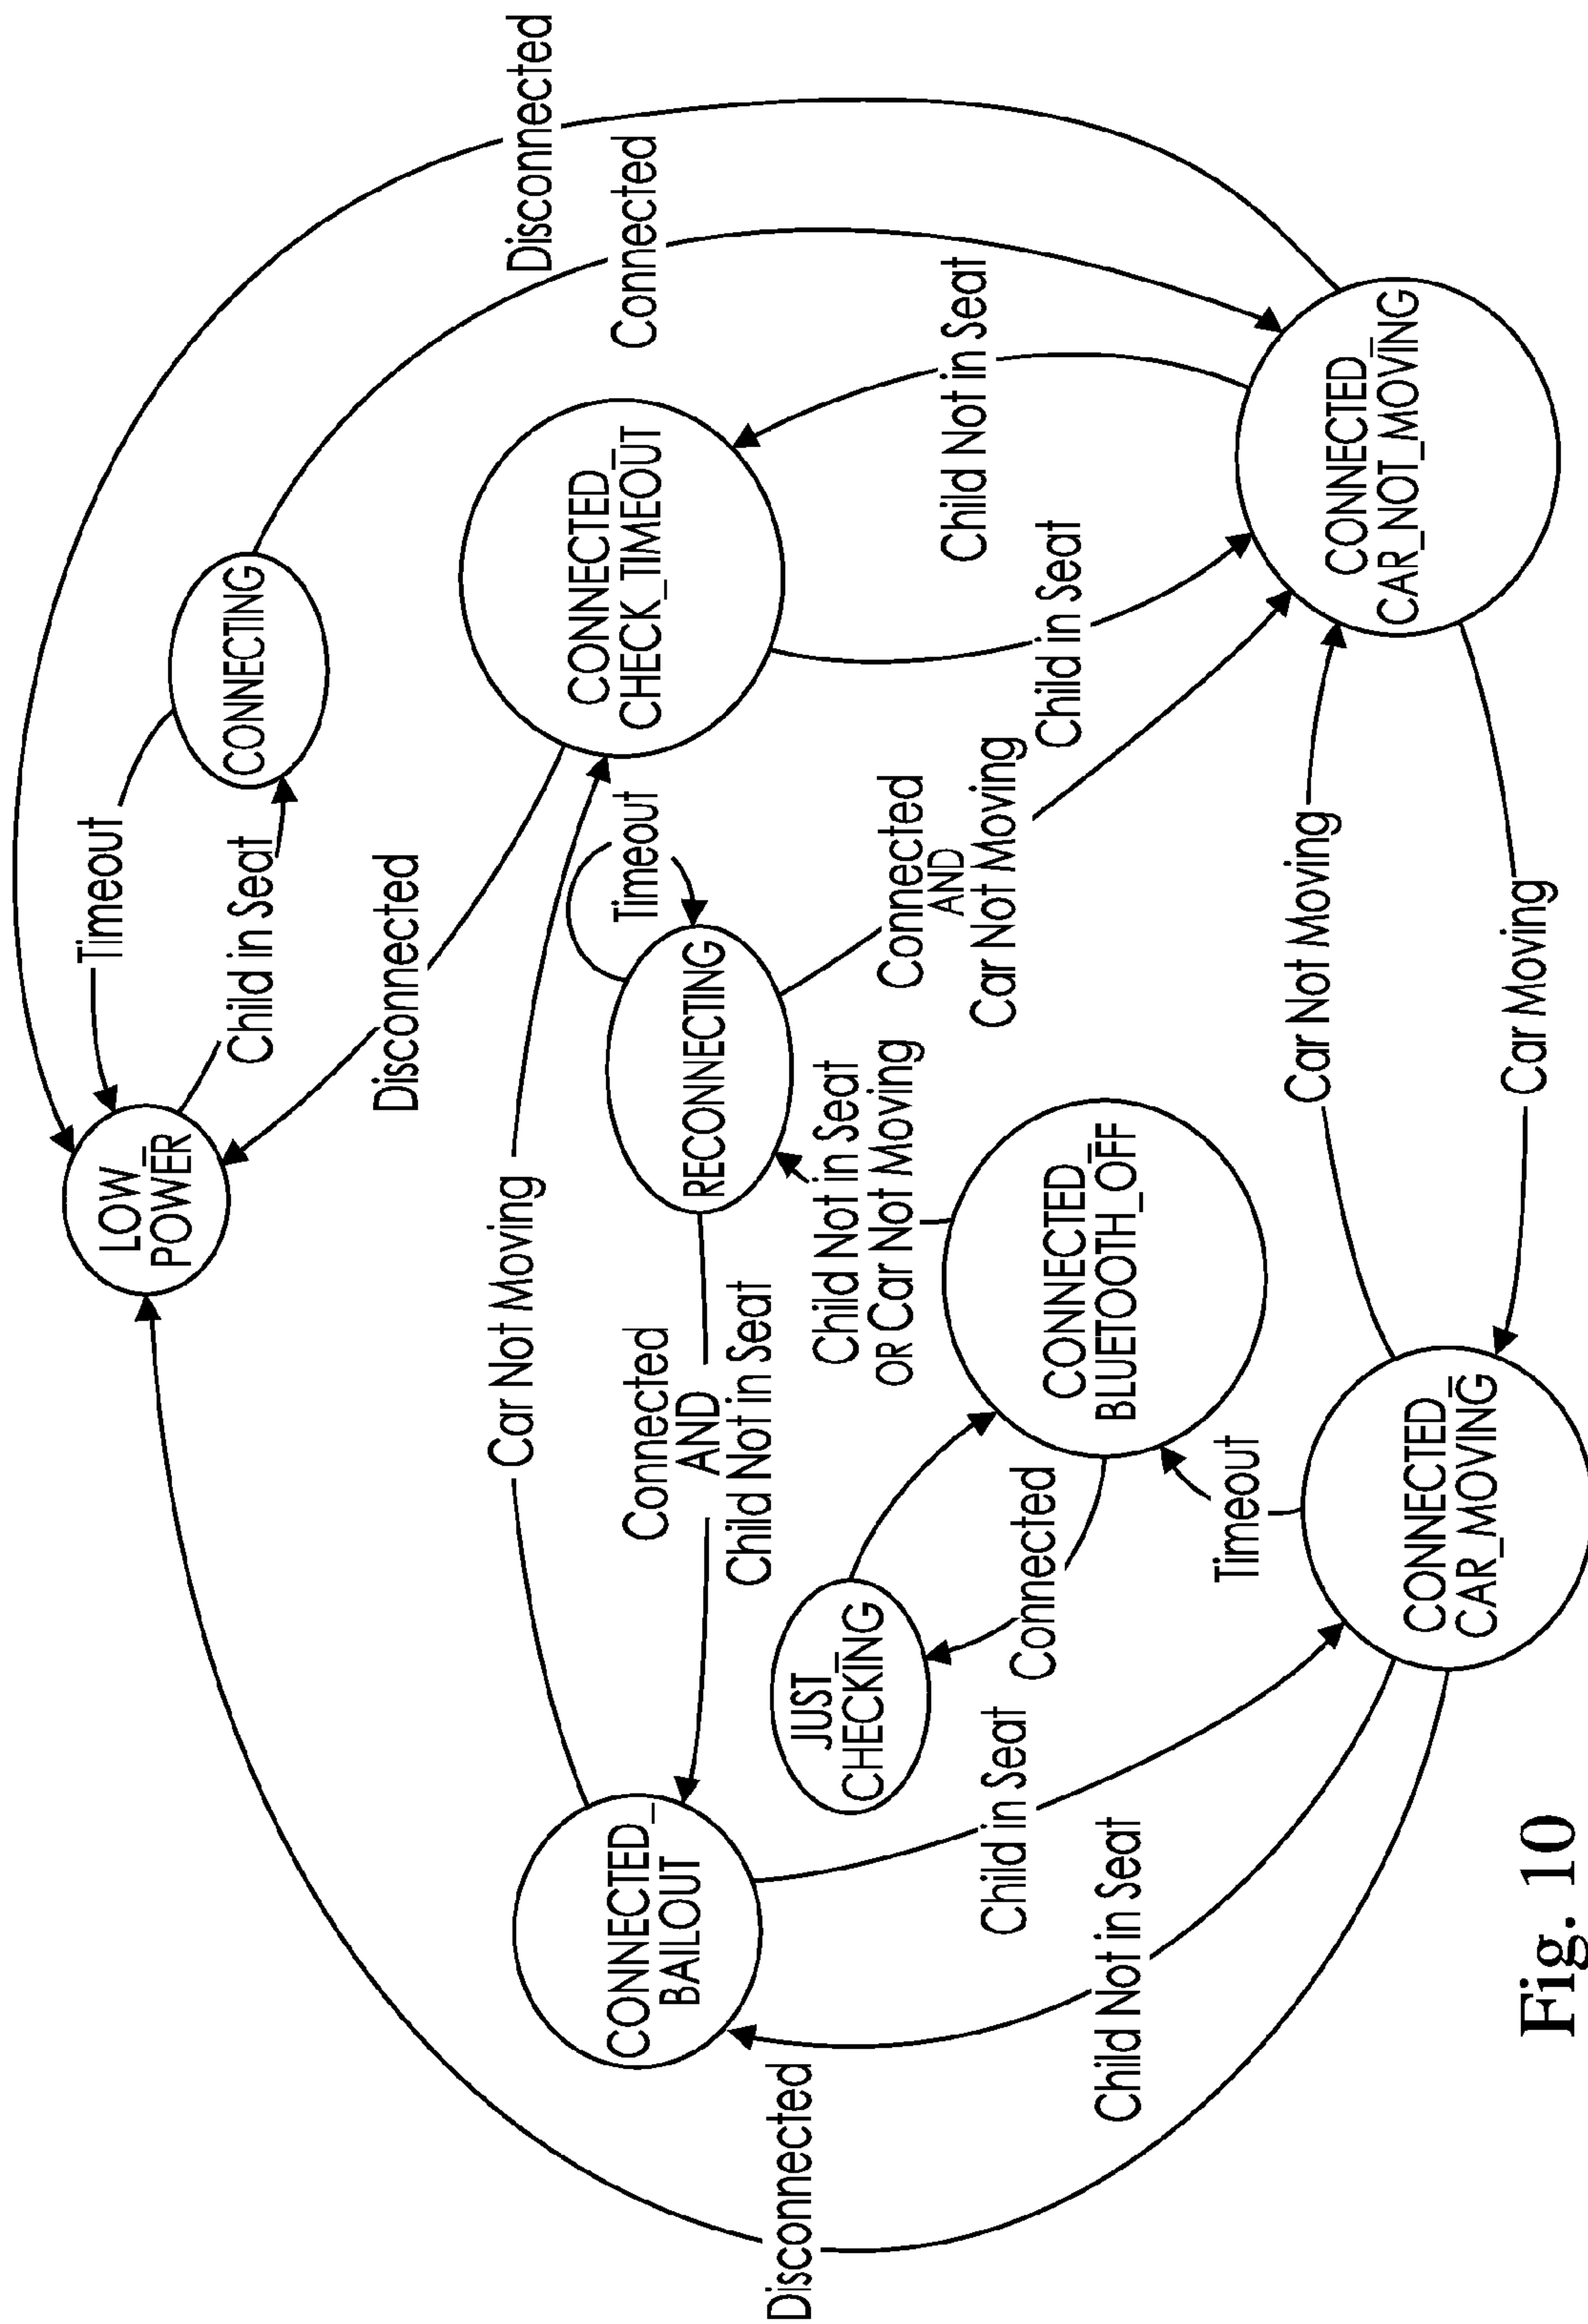 LOW_
POWER
Timeout
Child in Seat
CONNECTING
Disconnected
Connected
Disconnected
Disconnected
Car Not Moving
CONNECTED_
CHECK_TIMEOUT
Timeout
RECONNECTING
Connected
AND
Child Not in Seat
Connected
AND
Car Not Moving
Child in Seat
Child Not in Seat
CONNECTED_
BAILOUT
JUST_
CHECKING
Connected
Child Not in Seat
OR Car Not Moving
CONNECTED_
BLUETOOTH_OFF
Child in Seat
Child Not in Seat
Timeout
Car Not Moving
CONNECTED_
CAR_NOT_MOVING
CONNECTED_
CAR_MOVING
Car Moving
Fig. 10